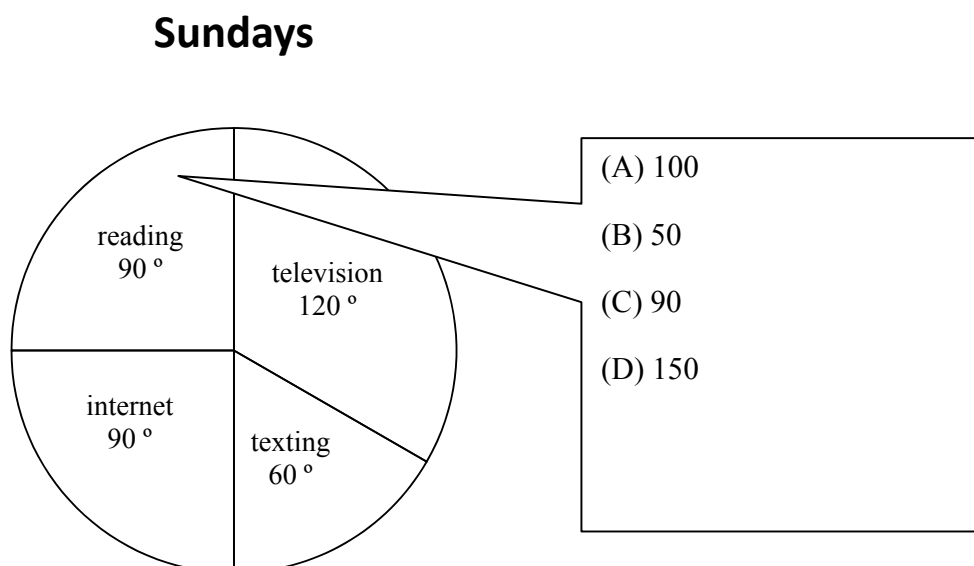 Sundays
reading
90 º
television
120 º
internet
90 º
texting
60 º
(A) 100
(B) 50
(C) 90
(D) 150